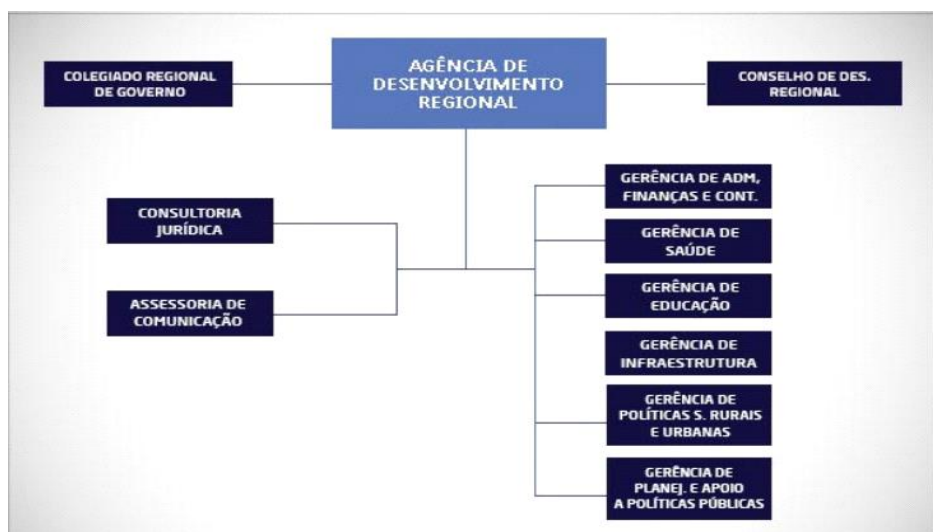 AGÊNCIA DE
DESENVOLVIMENTO
REGIONAL
COLEGIADO REGIONAL
DE GOVERNO
CONSELHO DE DES.
REGIONAL
CONSULTORIA
JURÍDICA
ASSESSORIA DE
COMUNICAÇÃO
GERÊNCIA DE ADM,
FINANÇAS E CONT.
GERÊNCIA DE
SAÚDE
GERÊNCIA DE
EDUCAÇÃO
GERÊNCIA DE
INFRAESTRUTURA
GERÊNCIA DE
POLÍTICAS S. RURAIS
E URBANAS
GERÊNCIA DE
PLANEJ. E APOIO
A POLÍTICAS PÚBLICAS